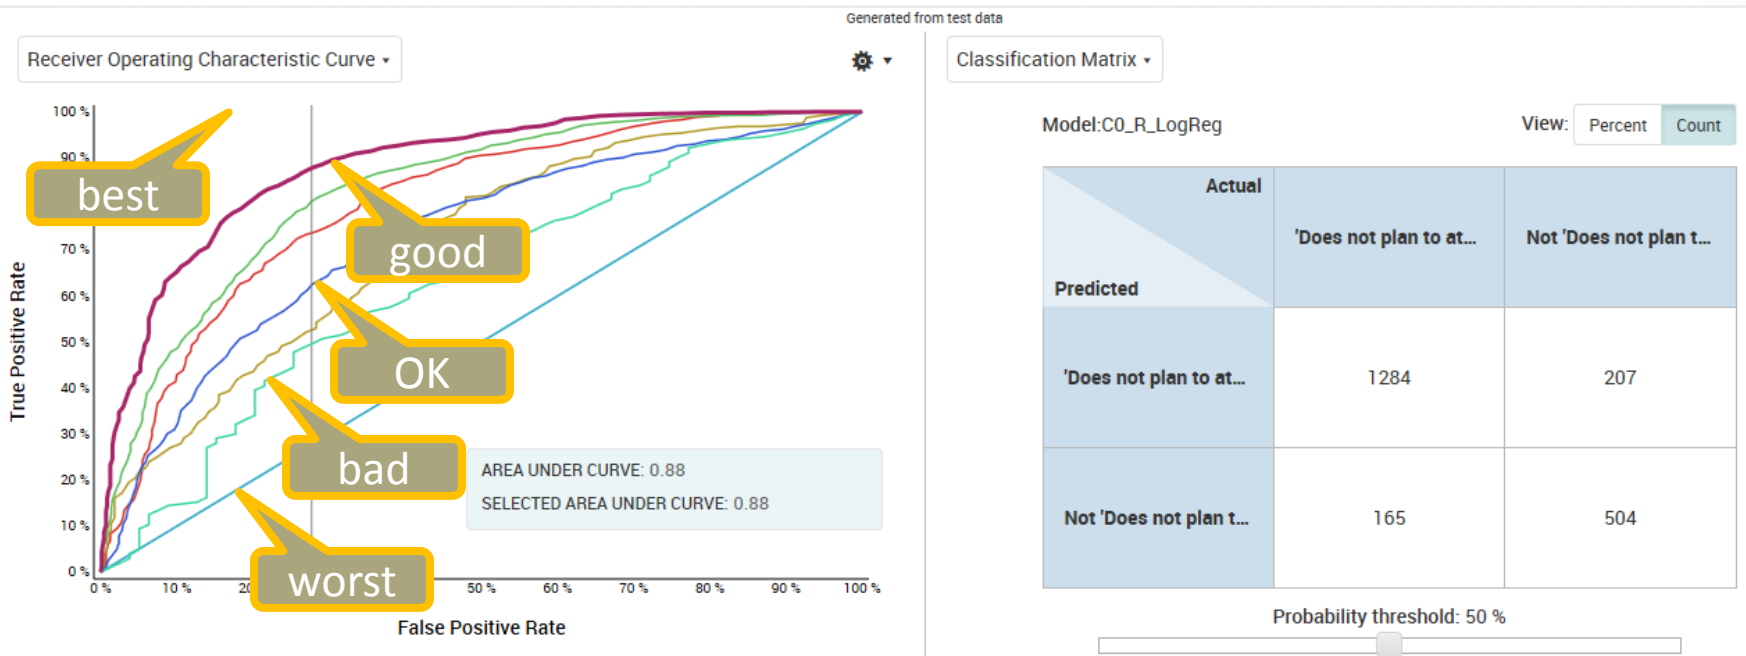 Generated from test data
Receiver Operating Characteristic Curve
Classification Matrix
100 %
90 %
70 %
60 %
50 %
40 %
30 %
20 %
10 %
0 %
True Positive Rate
best
good
OK
bad
worst
AREA UNDER CURVE: 0.88
SELECTED AREA UNDER CURVE: 0.88
0 % 10 % 20 50 % 60 % 70 % 80 % 90 % 100 %
False Positive Rate
Model:C0_R_LogReg
View: Percent Count
Actual
Predicted
'Does not plan to at... Not 'Does not plan t...
'Does not plan to at... 1284 207
Not 'Does not plan t... 165 504
Probability threshold: 50 %